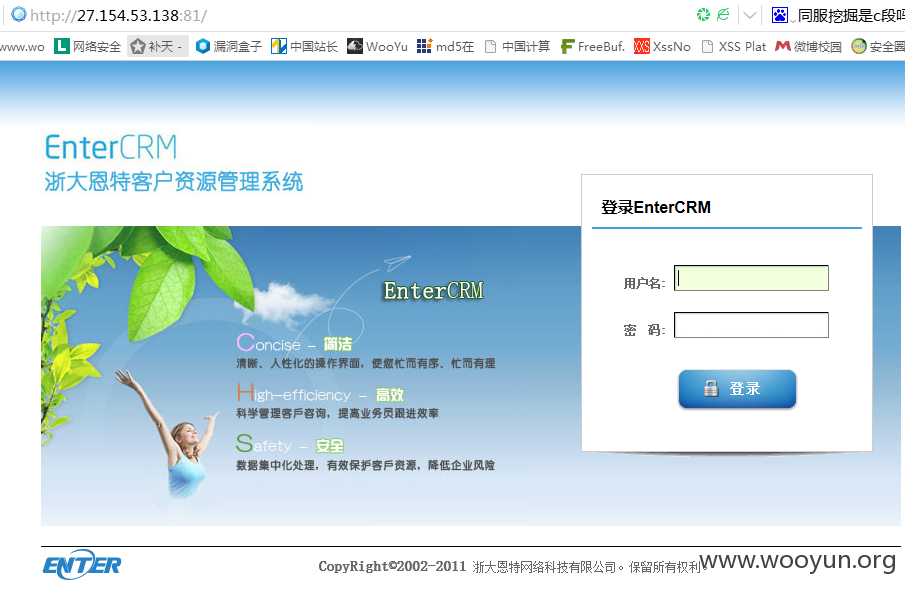 http://27.154.53.138:81/
同服挖掘是c段吗
www.wo 网络安全 补天 - 漏洞盒子 中国站长 WooYu md5在 中国计算 FreeBuf. XssNo XSS Plat 微博校园 安全圈
EnterCRM
浙大恩特客户资源管理系统
登录EnterCRM
用户名:
密 码:
登录
EnterCRM
Concise – 简洁
清晰、人性化的操作界面，使您忙而有序、忙而有理
High-efficiency – 高效
科学管理客戶咨询，提高业务员跟进效率
Safety – 安全
数据集中化处理，有效保护客戶资源，降低企业风险
ENTER
CopyRight©2002-2011 浙大恩特网络科技有限公司。保留所有权利。
www.wooyun.org